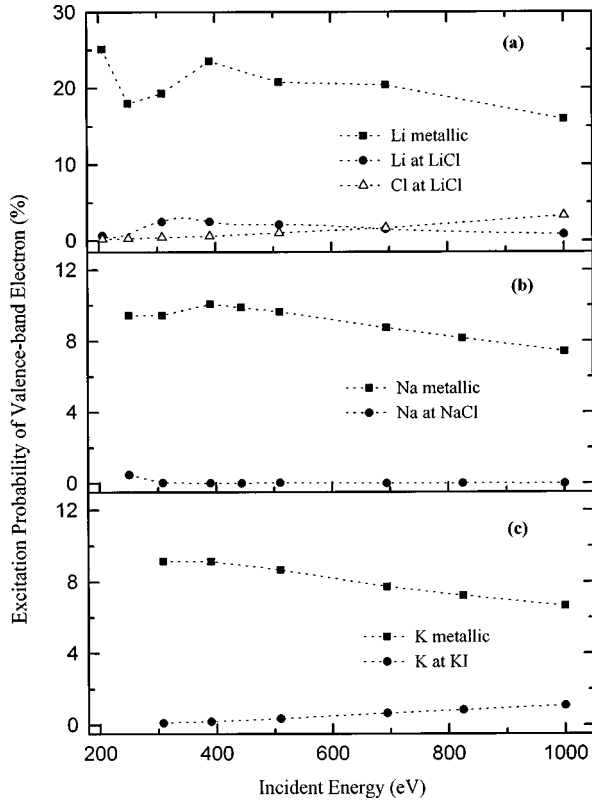 30
(a)
20
Li metallic
Li at LiCl
10
Cl at LiCl
0
12
(b)
8
Na metallic
4
Na at NaCl
0
12
(c)
8
K metallic
4
K at KI
0
200 400 600 800 1000
Incident Energy (eV)
Excitation Probability of Valence-band Electron (%)